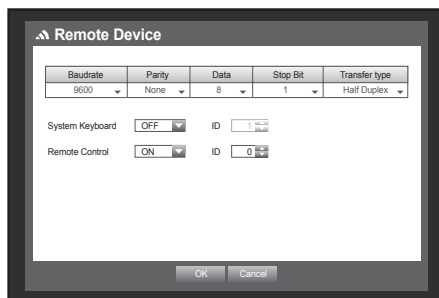 Remote Device
Baudrate Parity Data Stop Bit Transfer type
9600 None 8 1 Half Duplex
System Keyboard OFF ID 1
Remote Control ON ID 0
OK Cancel